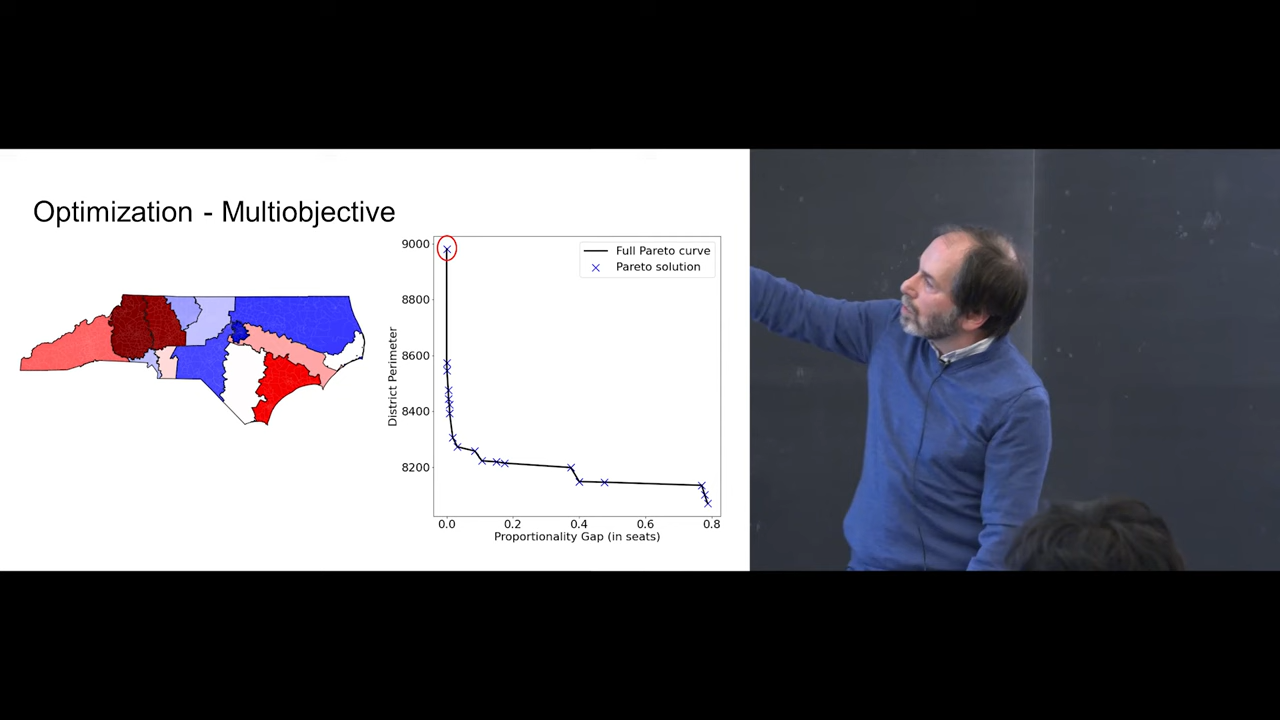 Optimization - Multiobjective
9000
8800
8600
8400
8200
District Perimeter
Full Pareto curve
Pareto solution
0.0 0.2 0.4 0.6 0.8
Proportionality Gap (in seats)